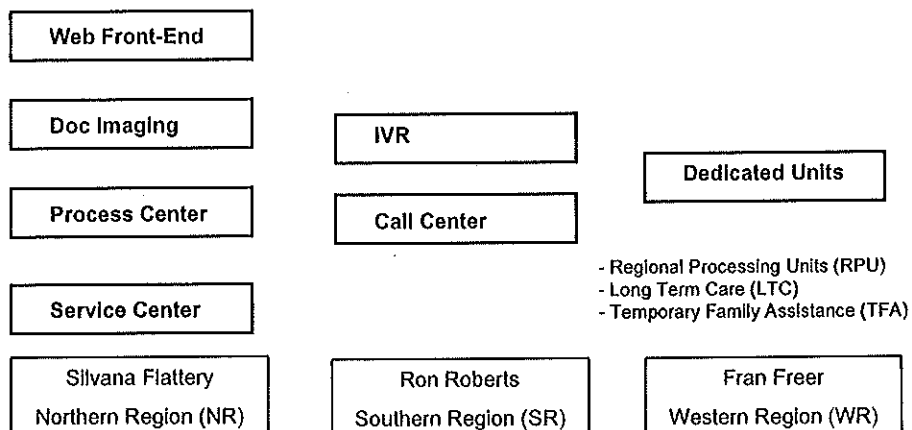 Web Front-End
Doc Imaging
Process Center
Service Center
Silvana Flattery
Northern Region (NR)
IVR
Call Center
Ron Roberts
Southern Region (SR)
Dedicated Units
- Regional Processing Units (RPU)
- Long Term Care (LTC)
- Temporary Family Assistance (TFA)
Fran Freer
Western Region (WR)